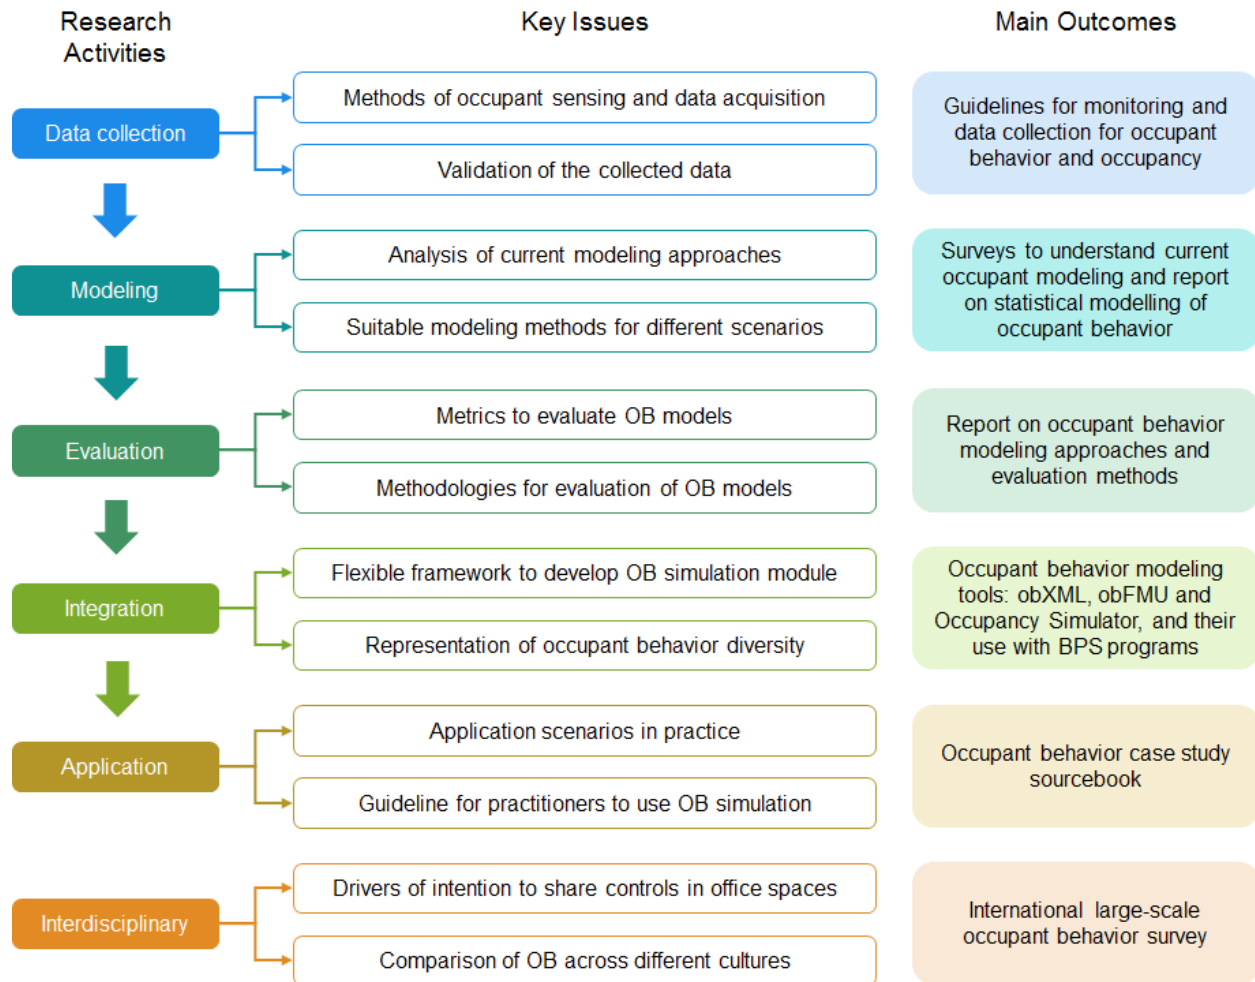 Research
Activities
Key Issues
Main Outcomes
Data collection
Methods of occupant sensing and data acquisition
Validation of the collected data
Guidelines for monitoring and
data collection for occupant
behavior and occupancy
Modeling
Analysis of current modeling approaches
Suitable modeling methods for different scenarios
Surveys to understand current
occupant modeling and report
on statistical modelling of
occupant behavior
Evaluation
Metrics to evaluate OB models
Methodologies for evaluation of OB models
Report on occupant behavior
modeling approaches and
evaluation methods
Integration
Flexible framework to develop OB simulation module
Representation of occupant behavior diversity
Occupant behavior modeling
tools: obXML, obFMU and
Occupancy Simulator, and their
use with BPS programs
Application
Application scenarios in practice
Guideline for practitioners to use OB simulation
Occupant behavior case study
sourcebook
Interdisciplinary
Drivers of intention to share controls in office spaces
Comparison of OB across different cultures
International large-scale
occupant behavior survey